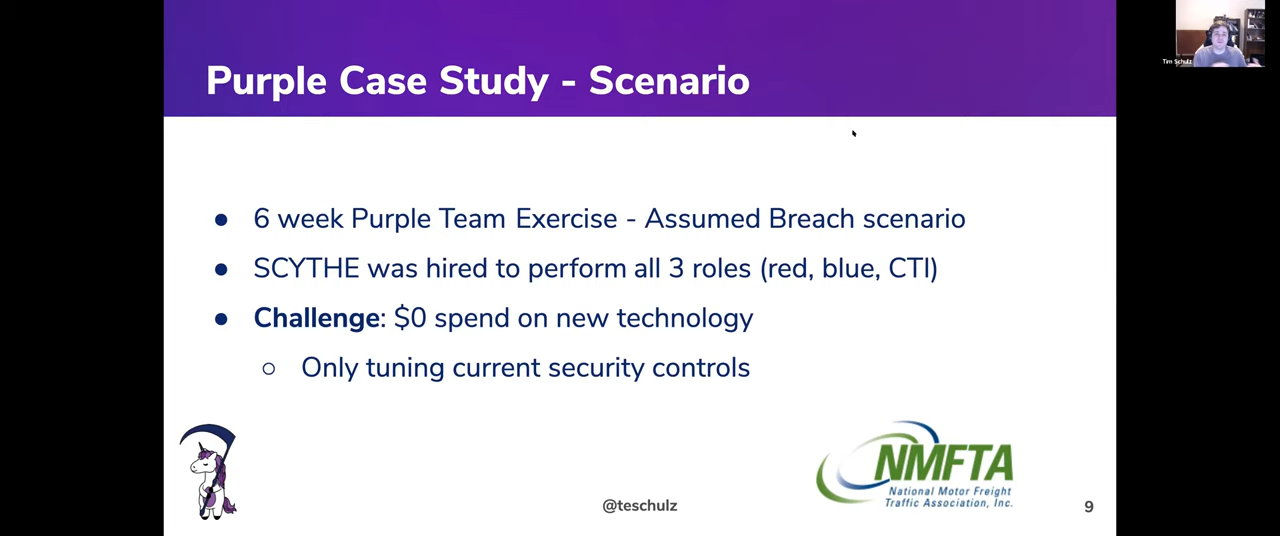 Purple Case Study - Scenario
Tim Schulz
● 6 week Purple Team Exercise - Assumed Breach scenario
● SCYTHE was hired to perform all 3 roles (red, blue, CTI)
● Challenge: $0 spend on new technology
○ Only tuning current security controls
NMFTA
National Motor Freight
Traffic Association, Inc.
@teschulz
9